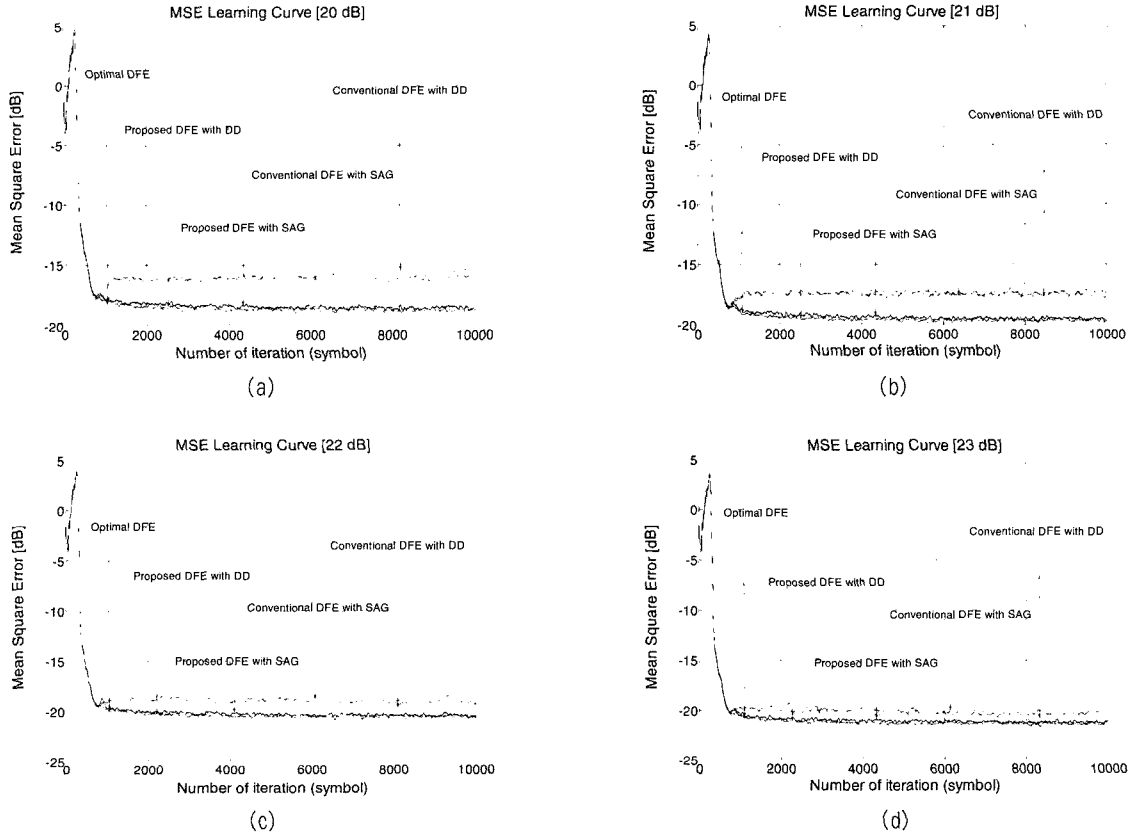 MSE Learning Curve [20 dB]
Mean Square Error [dB]
5
0
-5
-10
-15
-20
Optimal DFE
Conventional DFE with DD
Proposed DFE with DD
Conventional DFE with SAG
Proposed DFE with SAG
0 2000 4000 6000 8000 10000
Number of iteration (symbol)
(a)
MSE Learning Curve [21 dB]
Mean Square Error [dB]
5
0
-5
-10
-15
-20
Optimal DFE
Conventional DFE with DD
Proposed DFE with DD
Conventional DFE with SAG
Proposed DFE with SAG
0 2000 4000 6000 8000 10000
Number of iteration (symbol)
(b)
MSE Learning Curve [22 dB]
Mean Square Error [dB]
5
0
-5
-10
-15
-20
-25
Optimal DFE
Conventional DFE with DD
Proposed DFE with DD
Conventional DFE with SAG
Proposed DFE with SAG
0 2000 4000 6000 8000 10000
Number of iteration (symbol)
(c)
MSE Learning Curve [23 dB]
Mean Square Error [dB]
5
0
-5
-10
-15
-20
-25
Optimal DFE
Conventional DFE with DD
Proposed DFE with DD
Conventional DFE with SAG
Proposed DFE with SAG
0 2000 4000 6000 8000 10000
Number of iteration (symbol)
(d)